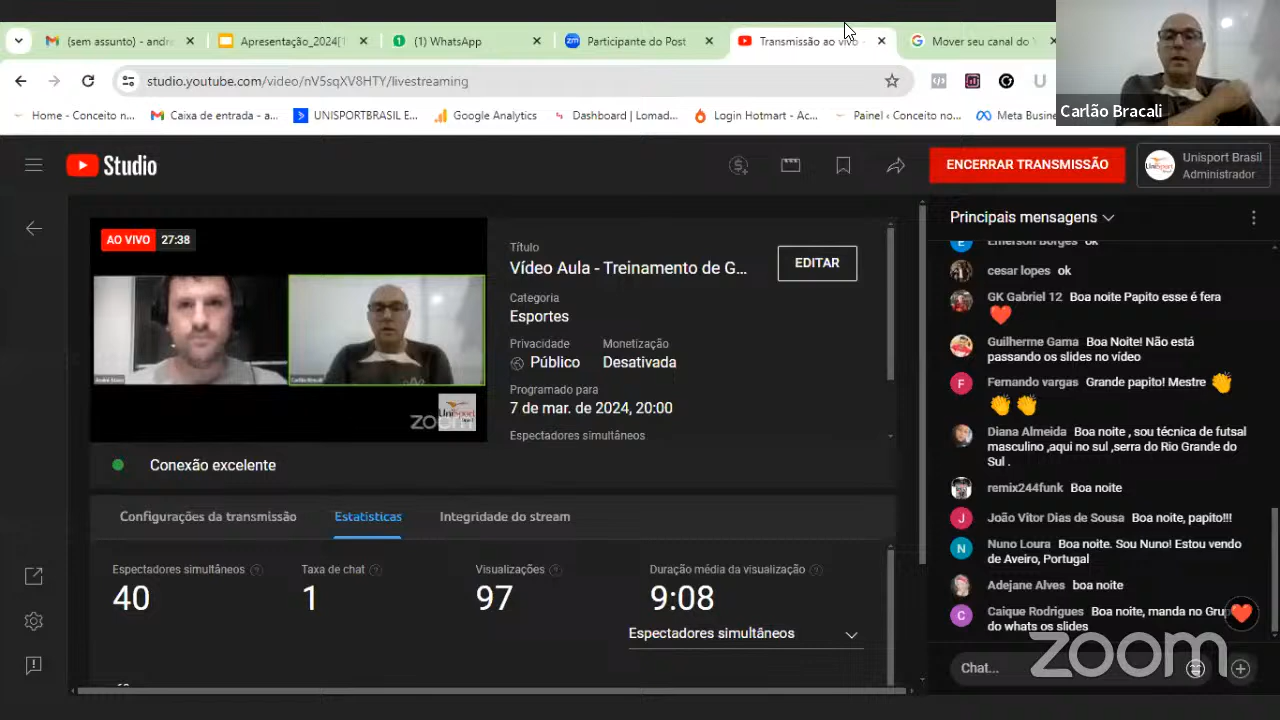 (sem assunto) - andr
Apresentação_2024[1
(1) WhatsApp
Participante do Post
Transmissão ao vivo
Mover seu canal do
studio.youtube.com/video/nV5sqXV8HTY/livestreaming
Home - Conceito n...
Caixa de entrada - a...
UNISPORTBRASIL E...
Google Analytics
Dashboard | Lomad...
Login Hotmart - Ac...
Painel ‹ Conceito no...
Meta Busine
Carlão Bracali
Studio
ENCERRAR TRANSMISSÃO
Unisport Brasil
Administrador
AO VIVO 27:38
Carlão Bracali
UniSport
zoom
Título
Vídeo Aula - Treinamento de G...
EDITAR
Categoria
Esportes
Privacidade
Monetização
Público
Desativada
Programado para
7 de mar. de 2024, 20:00
Espectadores simultâneos
Conexão excelente
Configurações da transmissão
Estatísticas
Integridade do stream
Espectadores simultâneos
Taxa de chat
Visualizações
Duração média da visualização
40
1
97
9:08
Espectadores simultâneos
Principais mensagens
Emerson Borges ok
cesar lopes ok
GK Gabriel 12 Boa noite Papito esse é fera
❤️
Guilherme Gama Boa Noite! Não está
passando os slides no vídeo
Fernando vargas Grande papito! Mestre 👏
👏👏
Diana Almeida Boa noite , sou técnica de futsal
masculino ,aqui no sul ,serra do Rio Grande do
Sul .
remix244funk Boa noite
João Vitor Dias de Sousa Boa noite, papito!!!
Nuno Loura Boa noite. Sou Nuno! Estou vendo
de Aveiro, Portugal
Adejane Alves boa noite
Caique Rodrigues Boa noite, manda no Gru
do whats os slides
Chat...
zoom